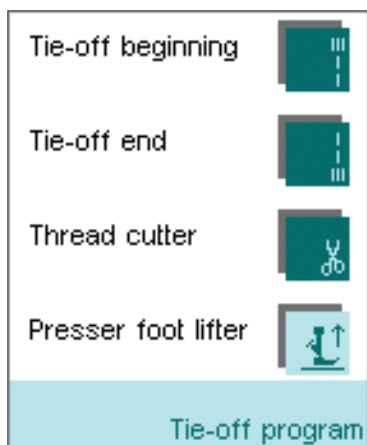 Tie-off beginning
Tie-off end
Thread cutter
Presser foot lifter
Tie-off program